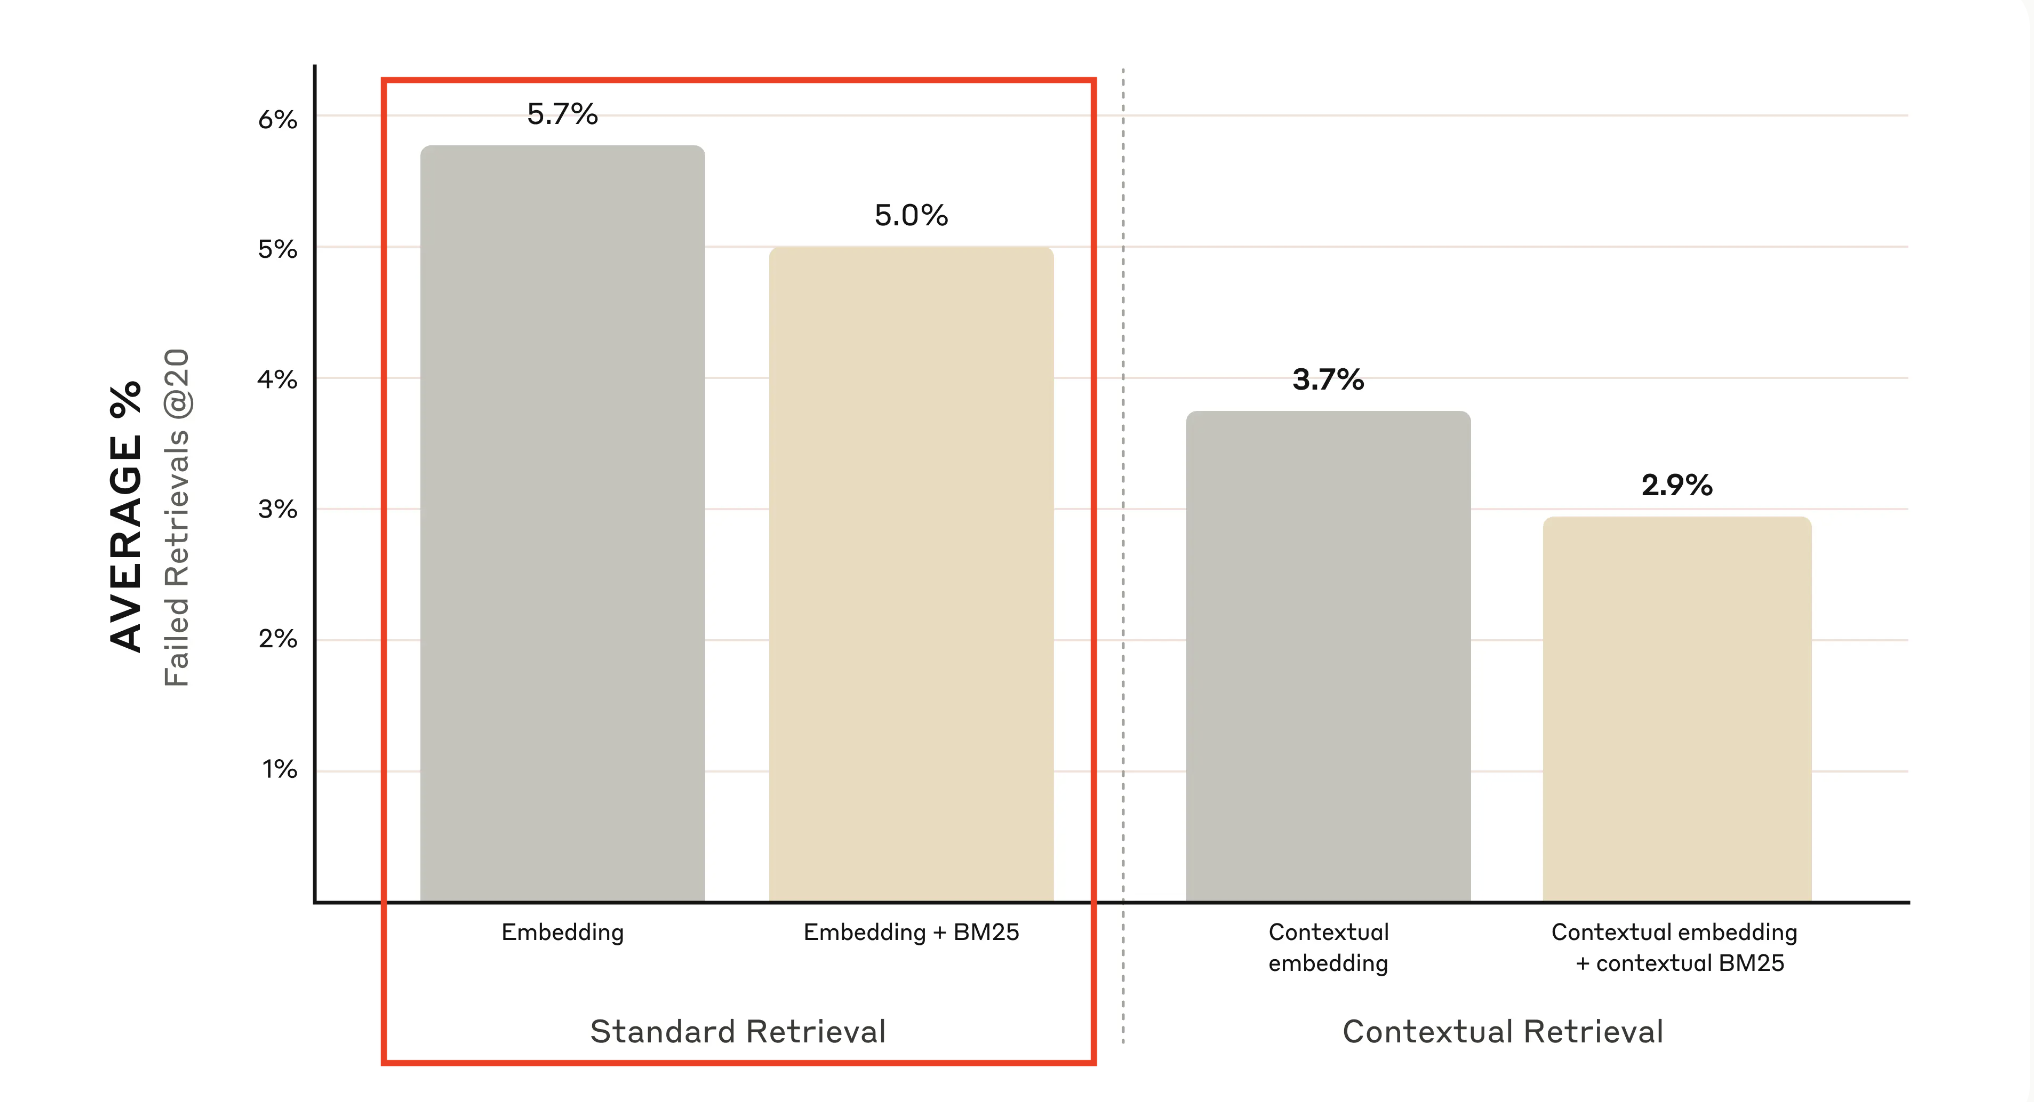 AVERAGE %
Failed Retrievals @20
6%
5%
4%
3%
2%
1%
5.7%
5.0%
3.7%
2.9%
Embedding
Embedding + BM25
Contextual
embedding
Contextual embedding
+ contextual BM25
Standard Retrieval
Contextual Retrieval